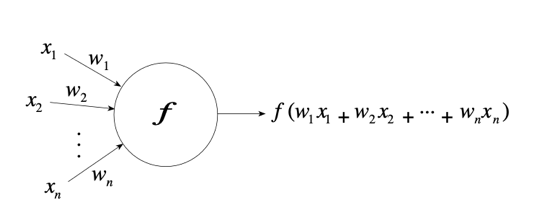 x₁
w₁
w₂
x₂
f
f(w₁x₁ + w₂x₂ + ··· + wₙxₙ)
⋮
wₙ
xₙ